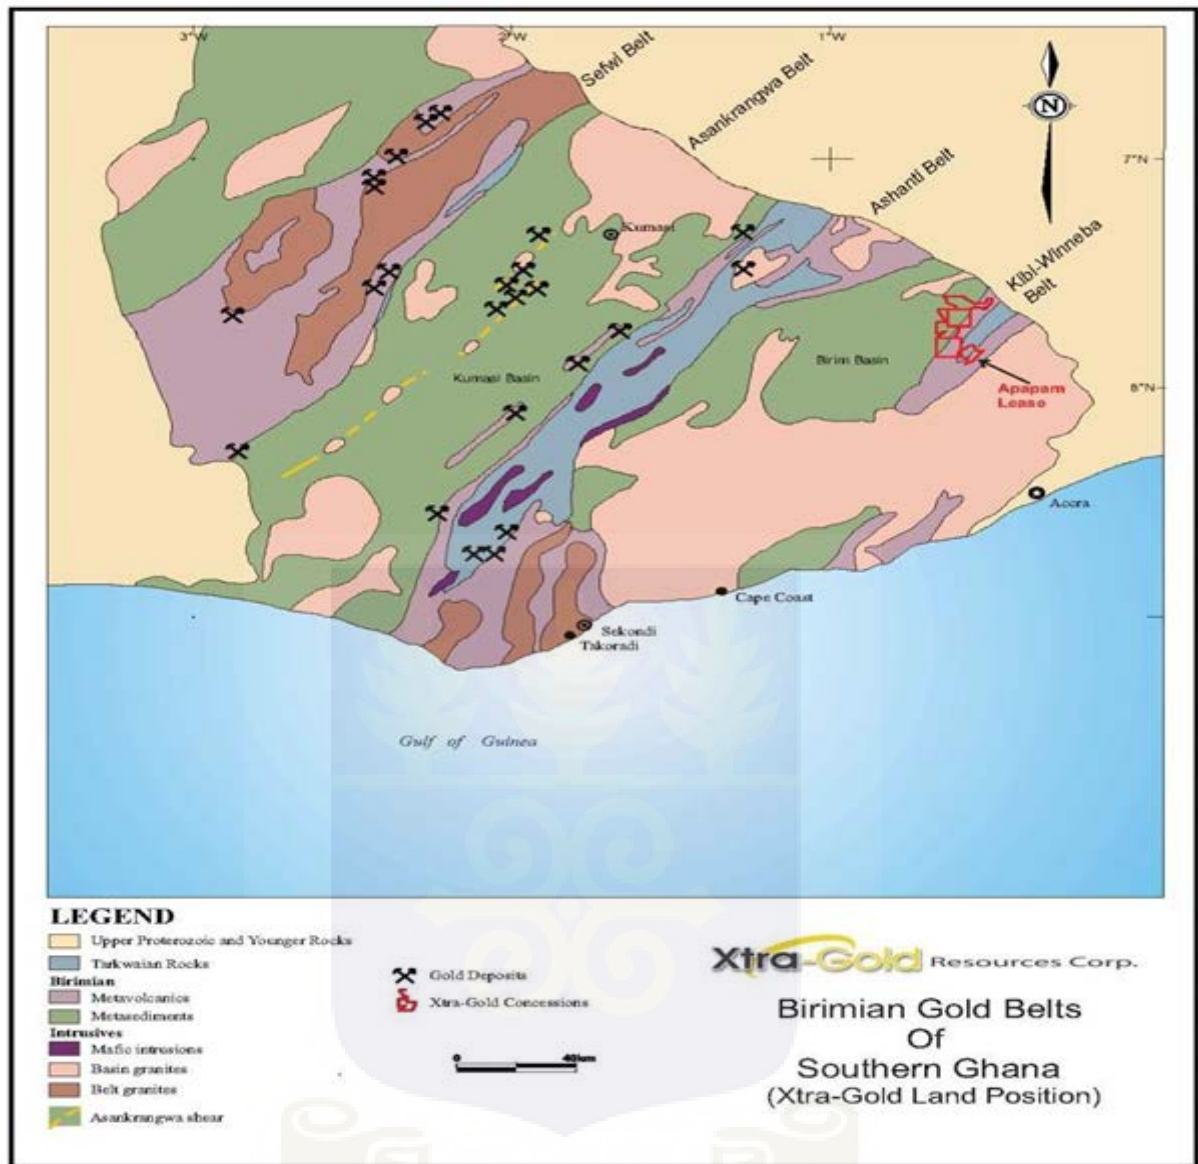 3°W
2°W
1°W
Sefwi Belt
Asankrangwa Belt
N
7°N
Ashanti Belt
Kumasi
Kibi-Winneba
Belt
Birim Basin
Kumasi Basin
6°N
Apapam
Lease
Accra
Cape Coast
Sekondi
Takoradi
Gulf of Guinea
LEGEND
Upper Proterozoic and Younger Rocks
Tarkwaian Rocks
Birimian
Metavolcanics
Metasediments
Intrusives
Mafic intrusions
Basin granites
Belt granites
Asankrangwa shear
Gold Deposits
Xtra-Gold Concessions
0 40km
Xtra-Gold Resources Corp.
Birimian Gold Belts
Of
Southern Ghana
(Xtra-Gold Land Position)